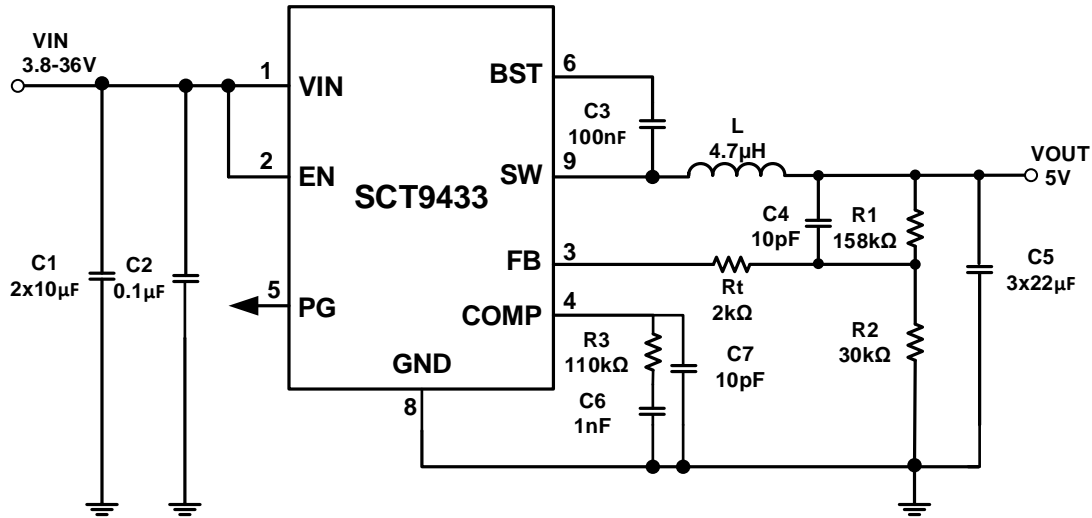 VIN
3.8-36V
1
VIN
2
EN
5
PG
SCT9433
GND
8
BST
6
SW
9
FB
3
COMP
4
C1
2x10µF
C2
0.1µF
C3
100nF
L
4.7µH
C4
10pF
R1
158kΩ
VOUT
5V
C5
3x22µF
Rt
2kΩ
R2
30kΩ
R3
110kΩ
C7
10pF
C6
1nF